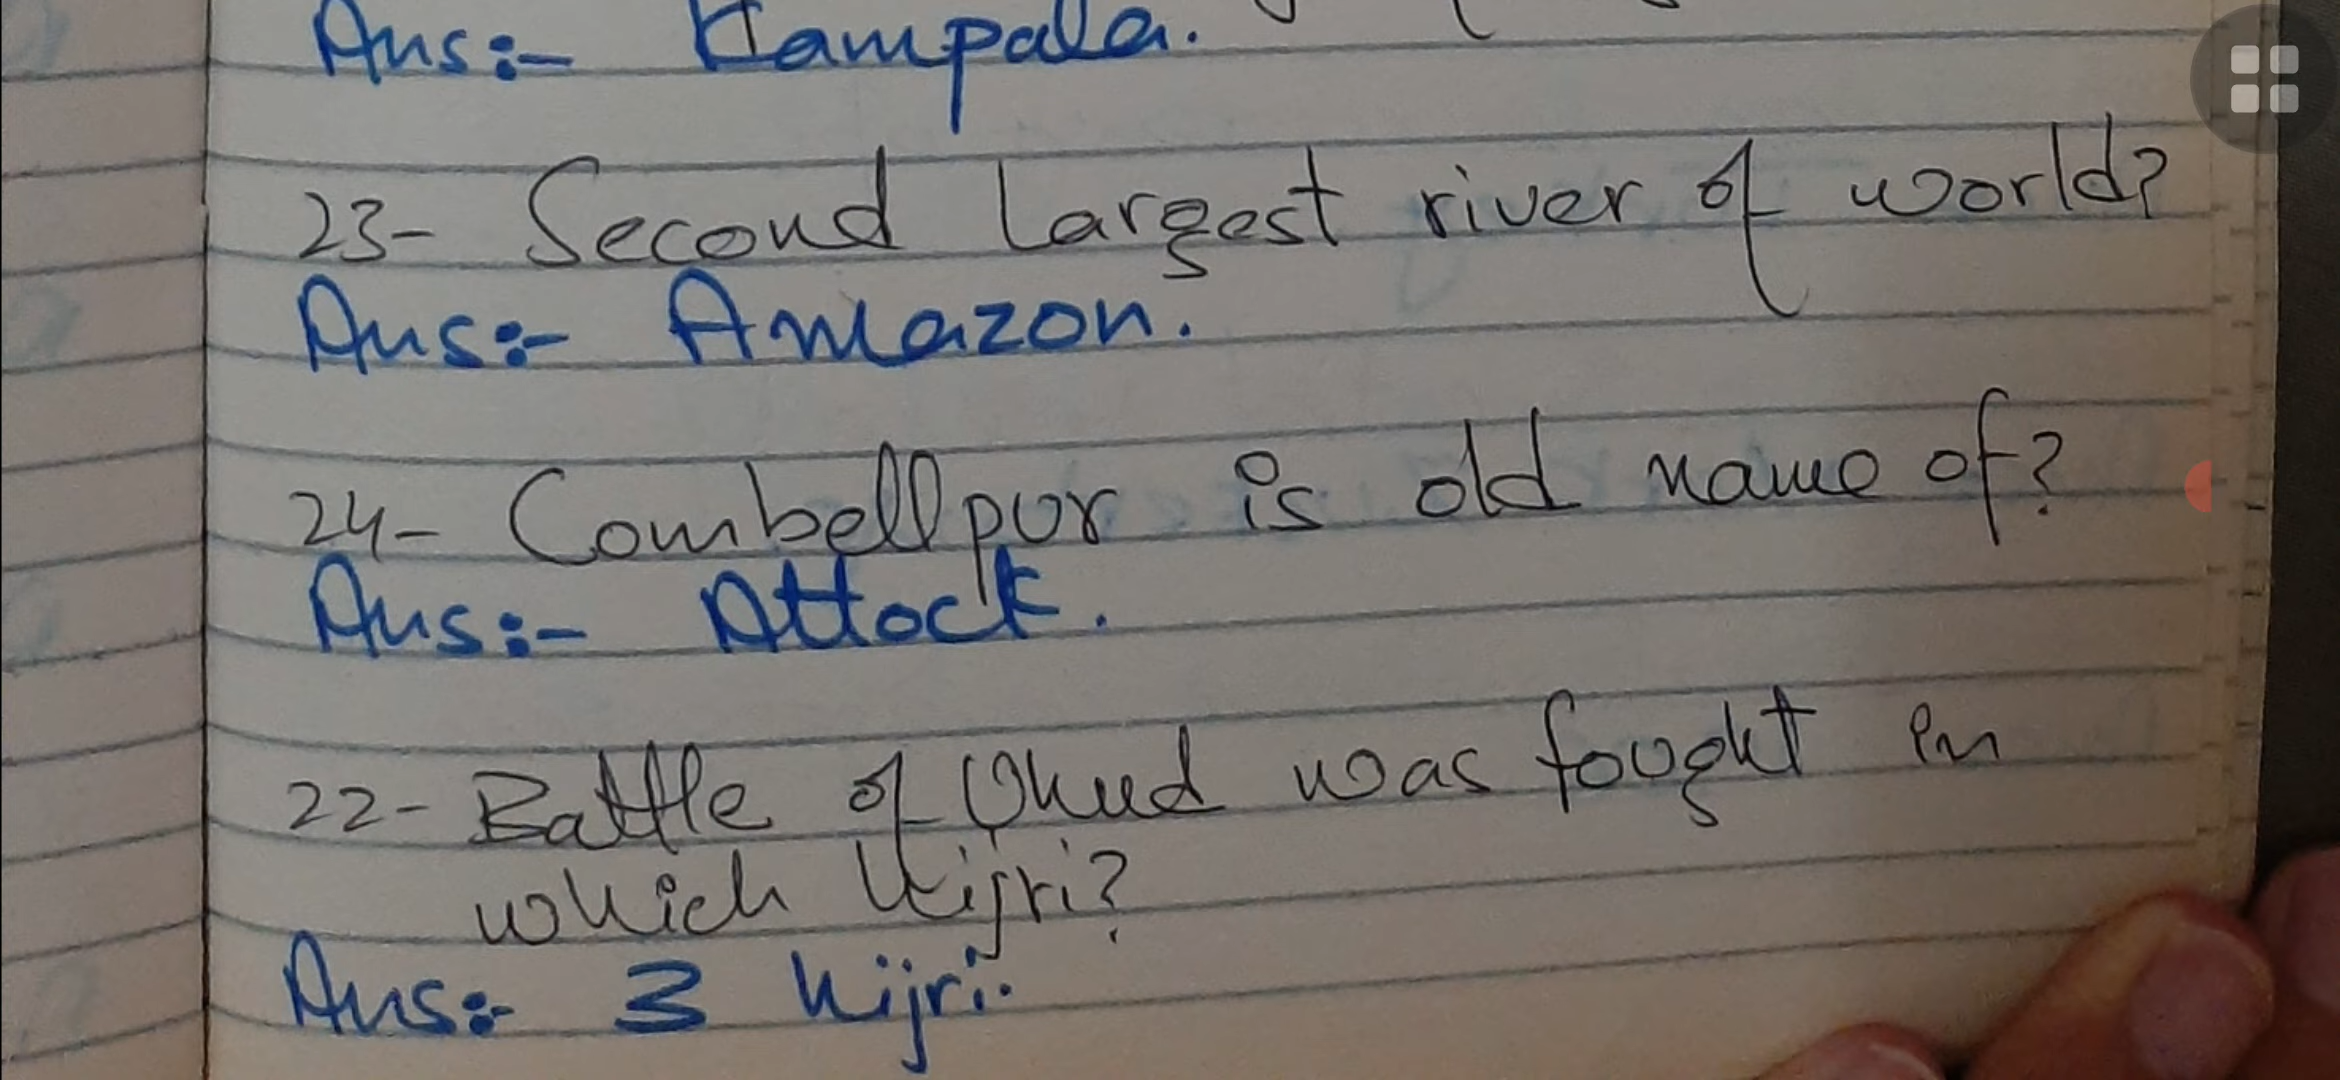 Ans:- Kampala.
23- Second largest river of world?
Ans:- Amazon.
24- Combellpur is old name of?
Ans:- Attock.
22- Battle of Uhud was fought in
which hijri?
Ans:- 3 hijri.